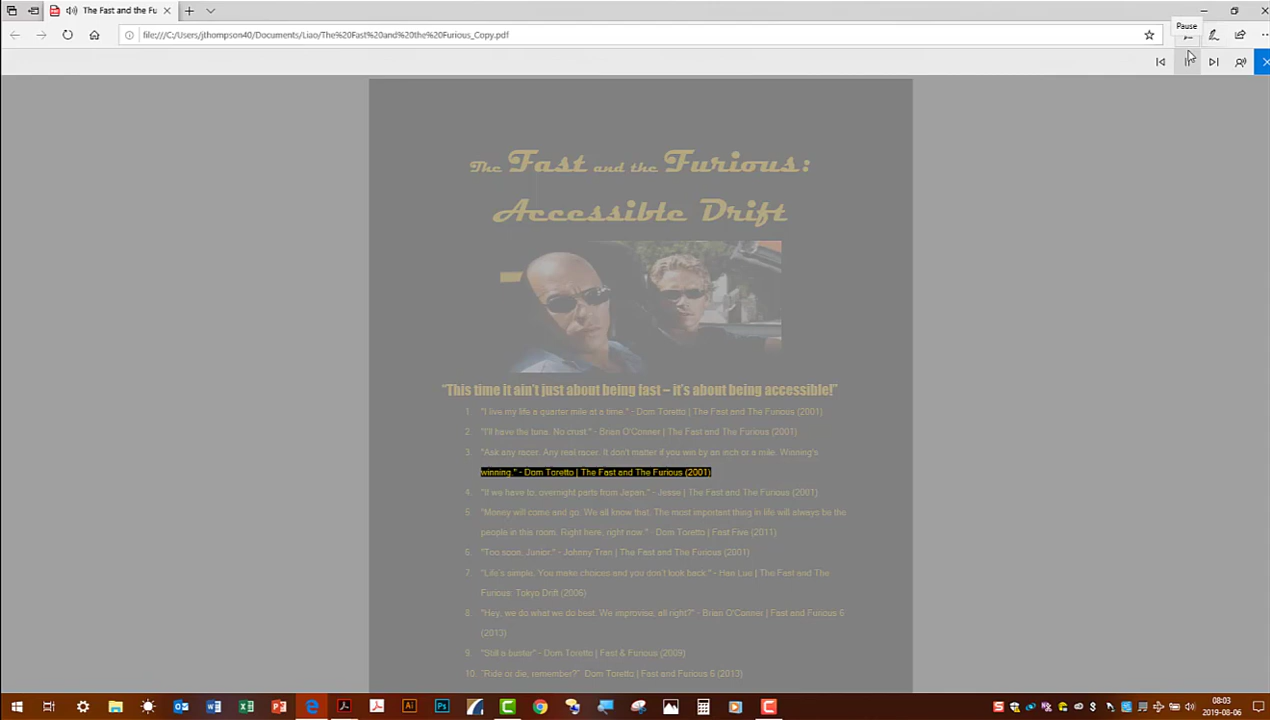 The Fast and the Fu
Pause
file:///C:/Users/jthompson40/Documents/Liao/The%20Fast%20and%20the%20Furious_Copy.pdf
The Fast and the Furious:
Accessible Drift
“This time it ain’t just about being fast – it’s about being accessible!”
1. "I live my life a quarter mile at a time." - Dom Toretto | The Fast and The Furious (2001)
2. "I'll have the tuna. No crust." - Brian O'Conner | The Fast and The Furious (2001)
3. "Ask any racer. Any real racer. It don't matter if you win by an inch or a mile. Winning's
winning." - Dom Toretto | The Fast and The Furious (2001)
4. "If we have to, overnight parts from Japan." - Jesse | The Fast and The Furious (2001)
5. "Money will come and go. We all know that. The most important thing in life will always be the
people in this room. Right here, right now." - Dom Toretto | Fast Five (2011)
6. "Too soon, Junior." - Johnny Tran | The Fast and The Furious (2001)
7. "Life's simple. You make choices and you don't look back." - Han Lue | The Fast and The
Furious: Tokyo Drift (2006)
8. "Hey, we do what we do best. We improvise, all right?" - Brian O'Conner | Fast and Furious 6
(2013)
9. "Still a buster" - Dom Toretto | Fast & Furious (2009)
10. "Ride or die, remember?" Dom Toretto | Fast and Furious 6 (2013)
08:03
2019-08-06